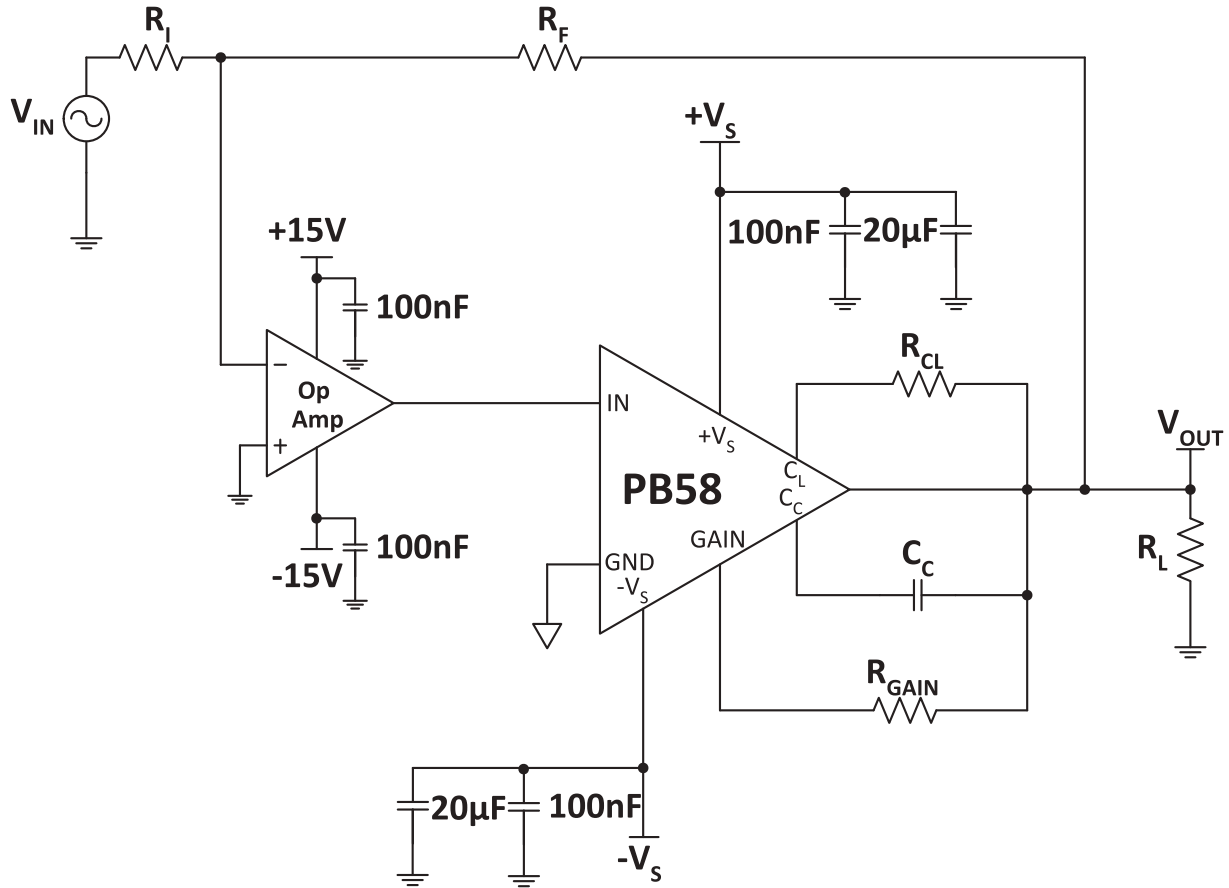 R_I
R_F
V_IN
+V_S
+15V
100nF
20µF
100nF
−
Op
Amp
+
IN
+V_S
R_CL
C_L
C_C
PB58
V_OUT
GAIN
100nF
-15V
GND
-V_S
C_C
R_L
R_GAIN
20µF
100nF
-V_S